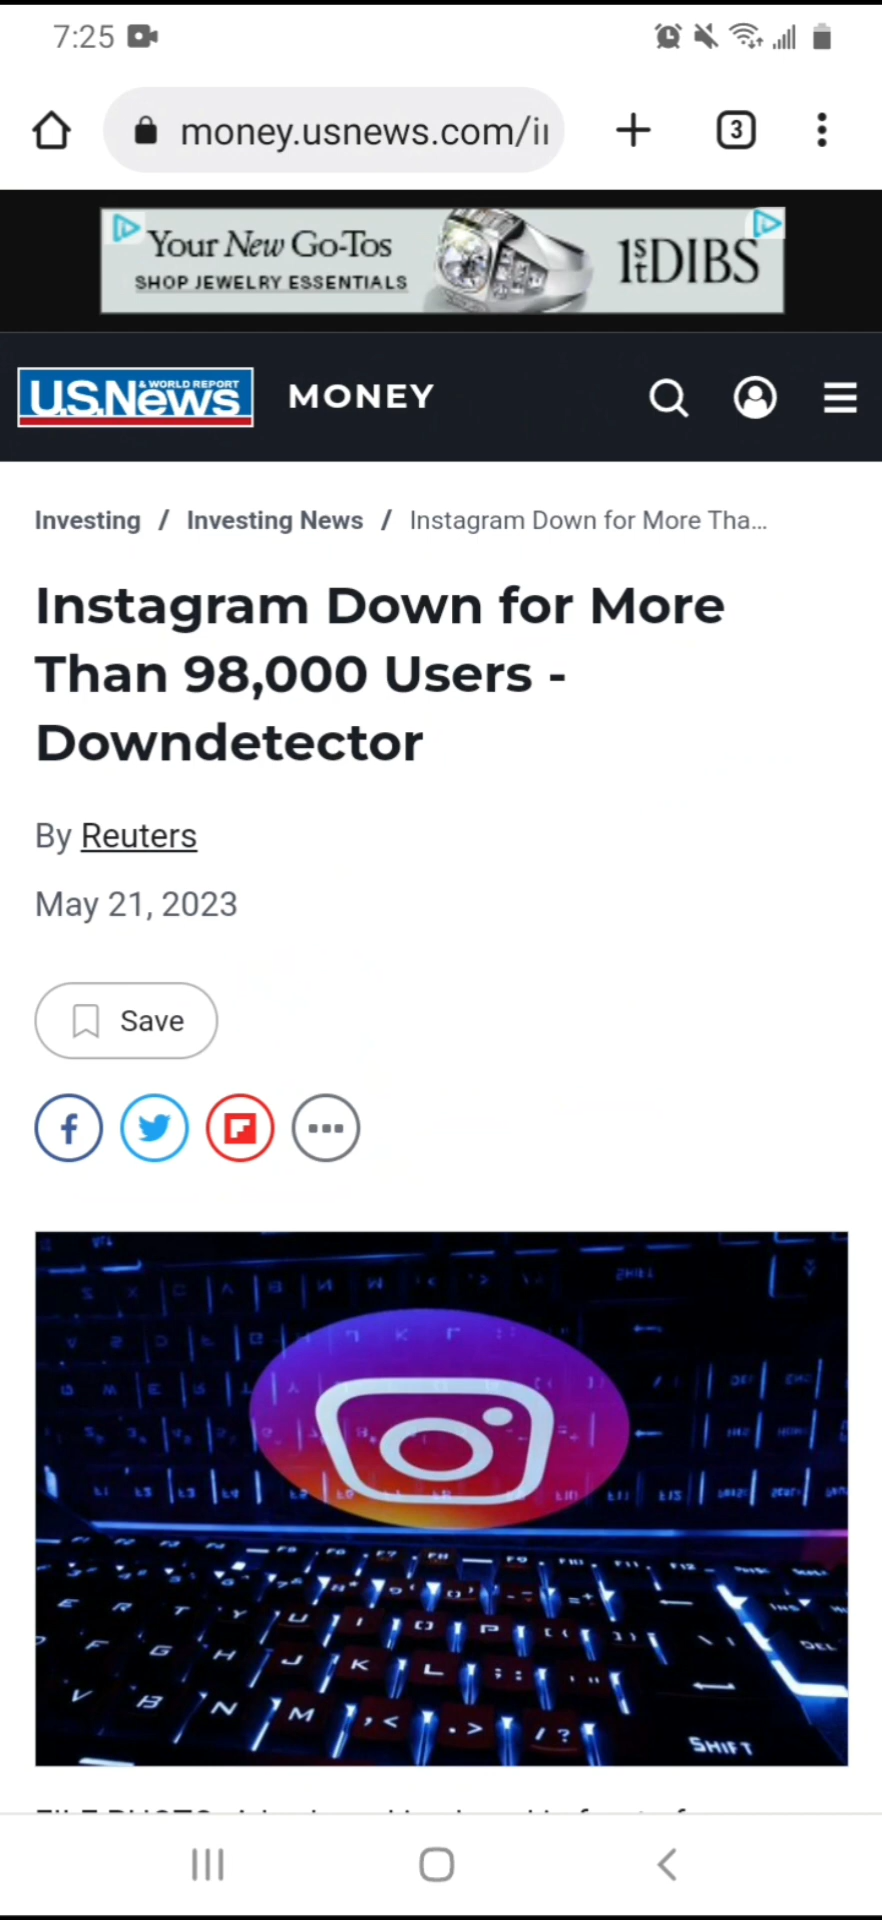 7:25
money.usnews.com/
3
Your New Go-Tos
SHOP JEWELRY ESSENTIALS
1stDIBS
U.S.News & WORLD REPORT
MONEY
Investing / Investing News / Instagram Down for More Tha...
Instagram Down for More
Than 98,000 Users -
Downdetector
By Reuters
May 21, 2023
Save
SHIFT